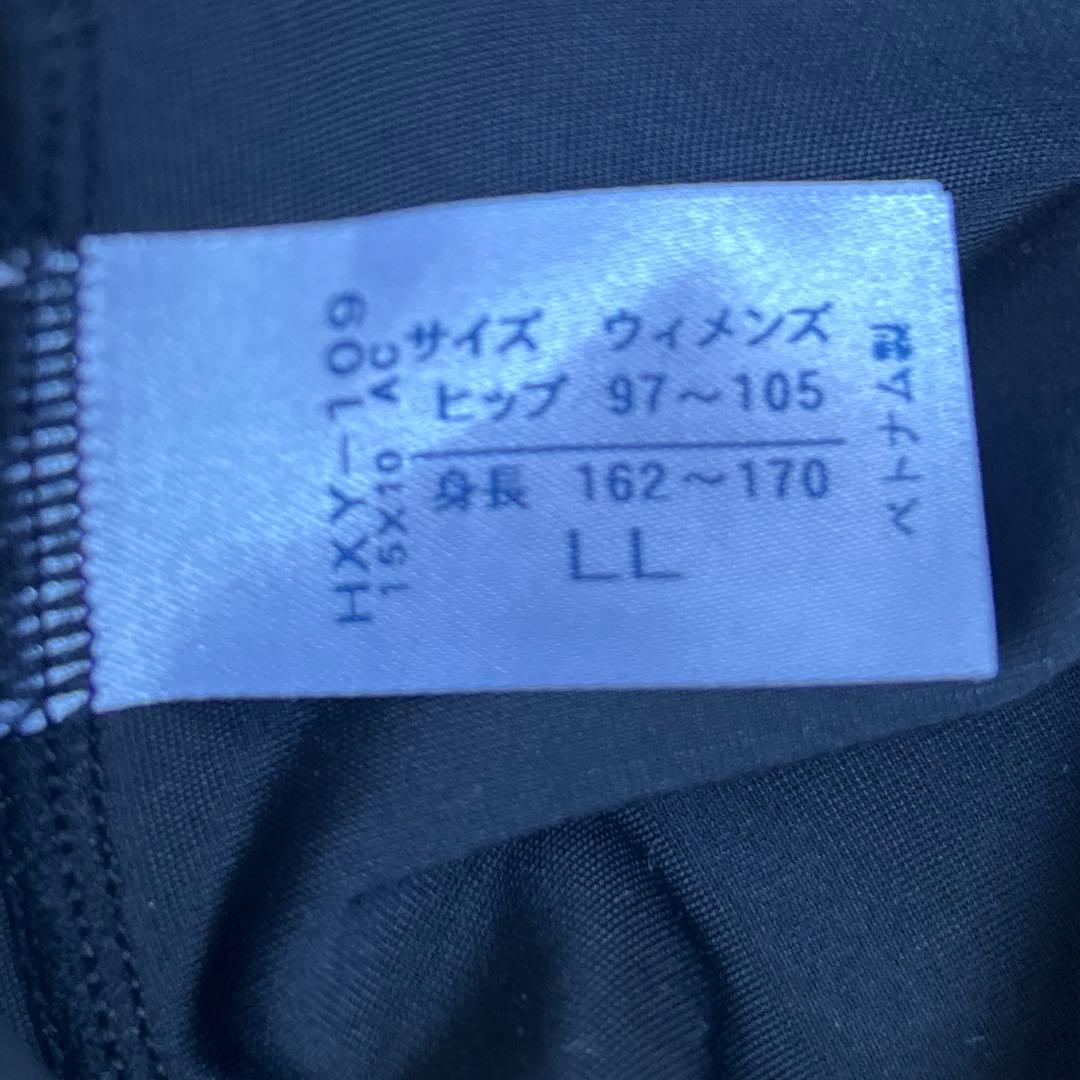 サイズ ウィメンズ
ヒップ 97～105
身長 162～170
LL
HXY-109
15X10 AC
ベトナム製